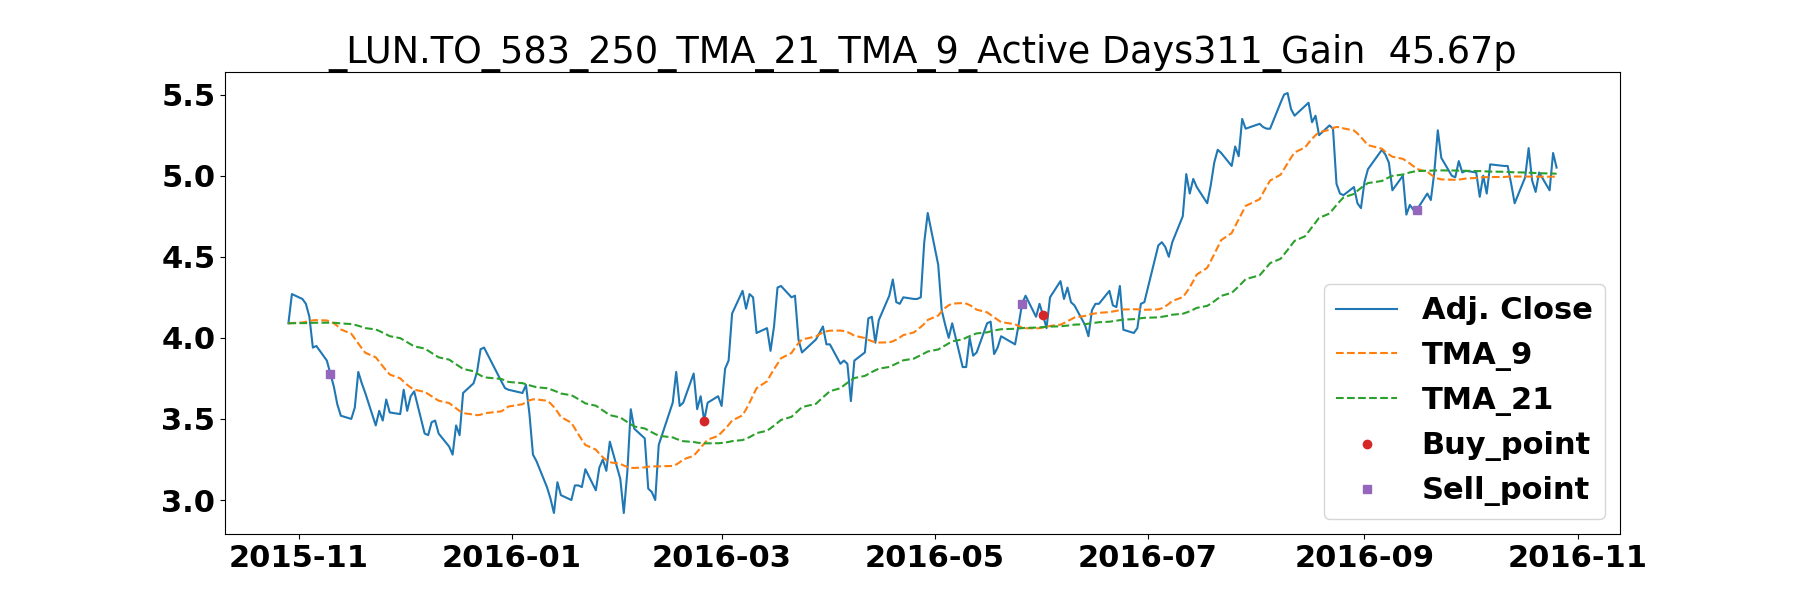 _LUN.TO_583_250_TMA_21_TMA_9_Active Days311_Gain  45.67p
5.5
5.0
4.5
4.0
3.5
3.0
Adj. Close
TMA_9
TMA_21
Buy_point
Sell_point
2015-11 2016-01 2016-03 2016-05 2016-07 2016-09 2016-11